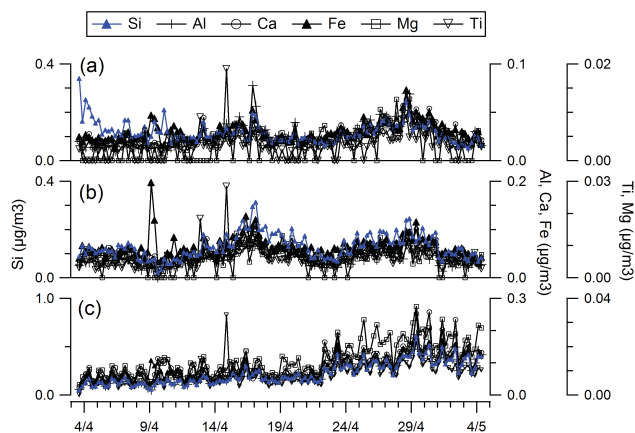 Si Al Ca Fe Mg Ti
(a)
0.4 0.1 0.02
0.0 0.0 0.00
(b)
0.4 0.2 0.03
0.0 0.0 0.00
(c)
1.0 0.3 0.04
0.0 0.0 0.00
Si (µg/m3)
Al, Ca, Fe (µg/m3)
Ti, Mg (µg/m3)
4/4 9/4 14/4 19/4 24/4 29/4 4/5